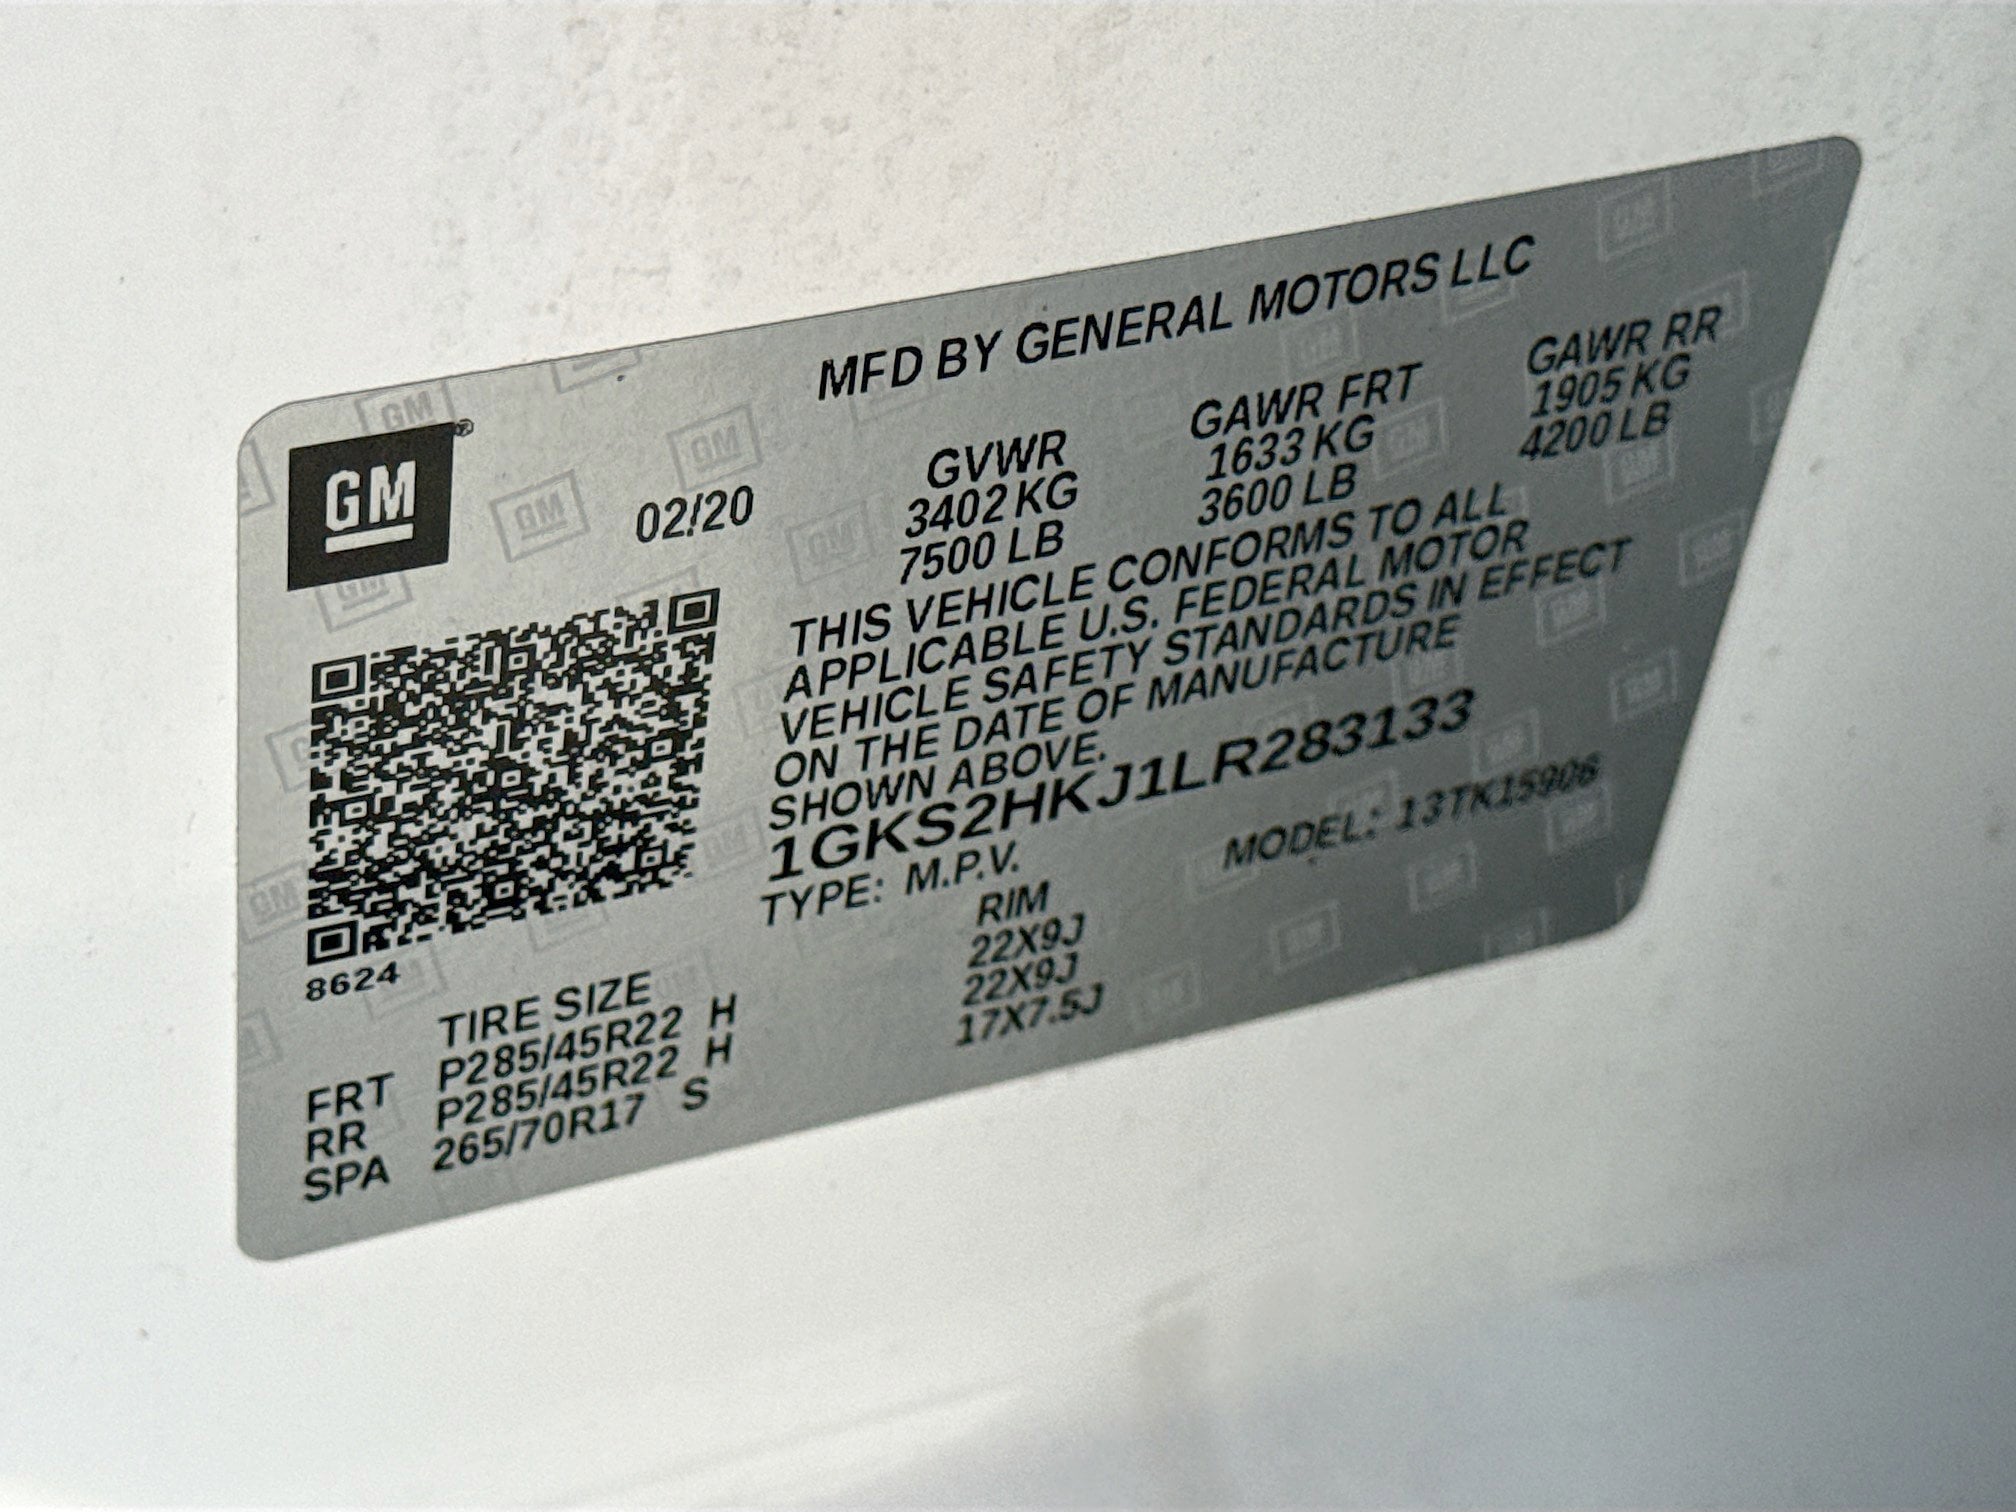 MFD BY GENERAL MOTORS LLC
GM®
02/20
GVWR GAWR FRT GAWR RR
3402 KG 1633 KG 1905 KG
7500 LB 3600 LB 4200 LB
THIS VEHICLE CONFORMS TO ALL
APPLICABLE U.S. FEDERAL MOTOR
VEHICLE SAFETY STANDARDS IN EFFECT
ON THE DATE OF MANUFACTURE
SHOWN ABOVE.
1GKS2HKJ1LR283133
TYPE: M.P.V. MODEL: 13TK15906
8624
TIRE SIZE RIM
FRT P285/45R22 H 22X9J
RR P285/45R22 H 22X9J
SPA 265/70R17 S 17X7.5J